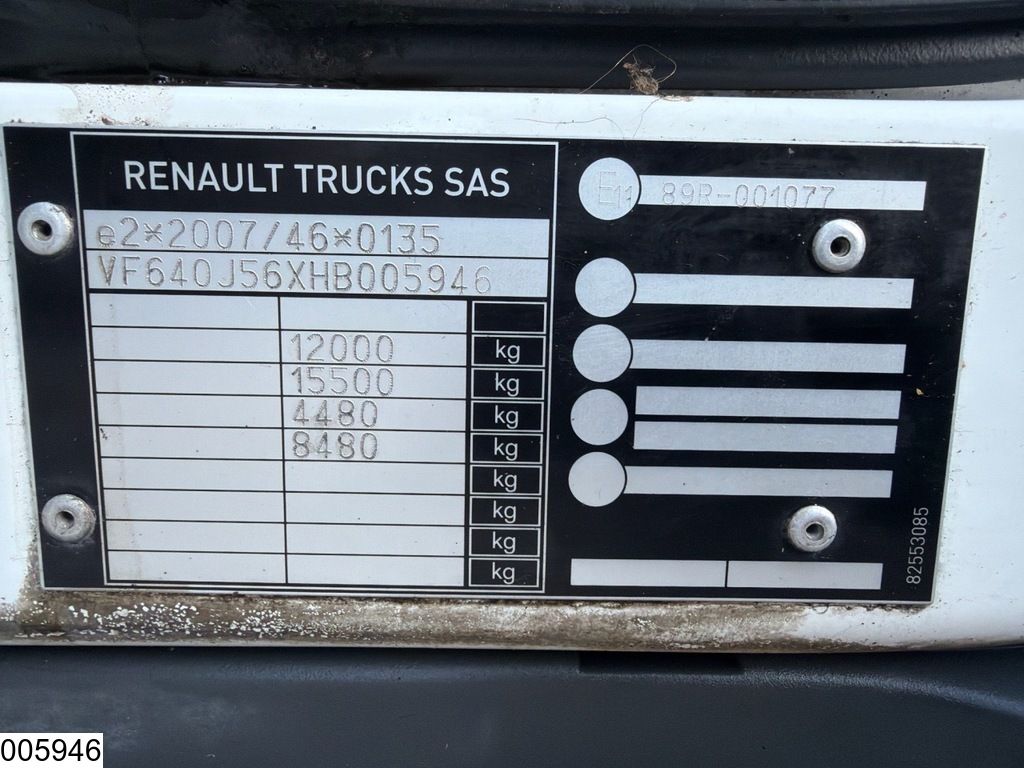 RENAULT TRUCKS SAS
e2*2007/46*0135
VF640J56XHB005946
12000 kg
15500 kg
4480 kg
8480 kg
kg
kg
kg
kg
E11 89R-001077
82553085
005946